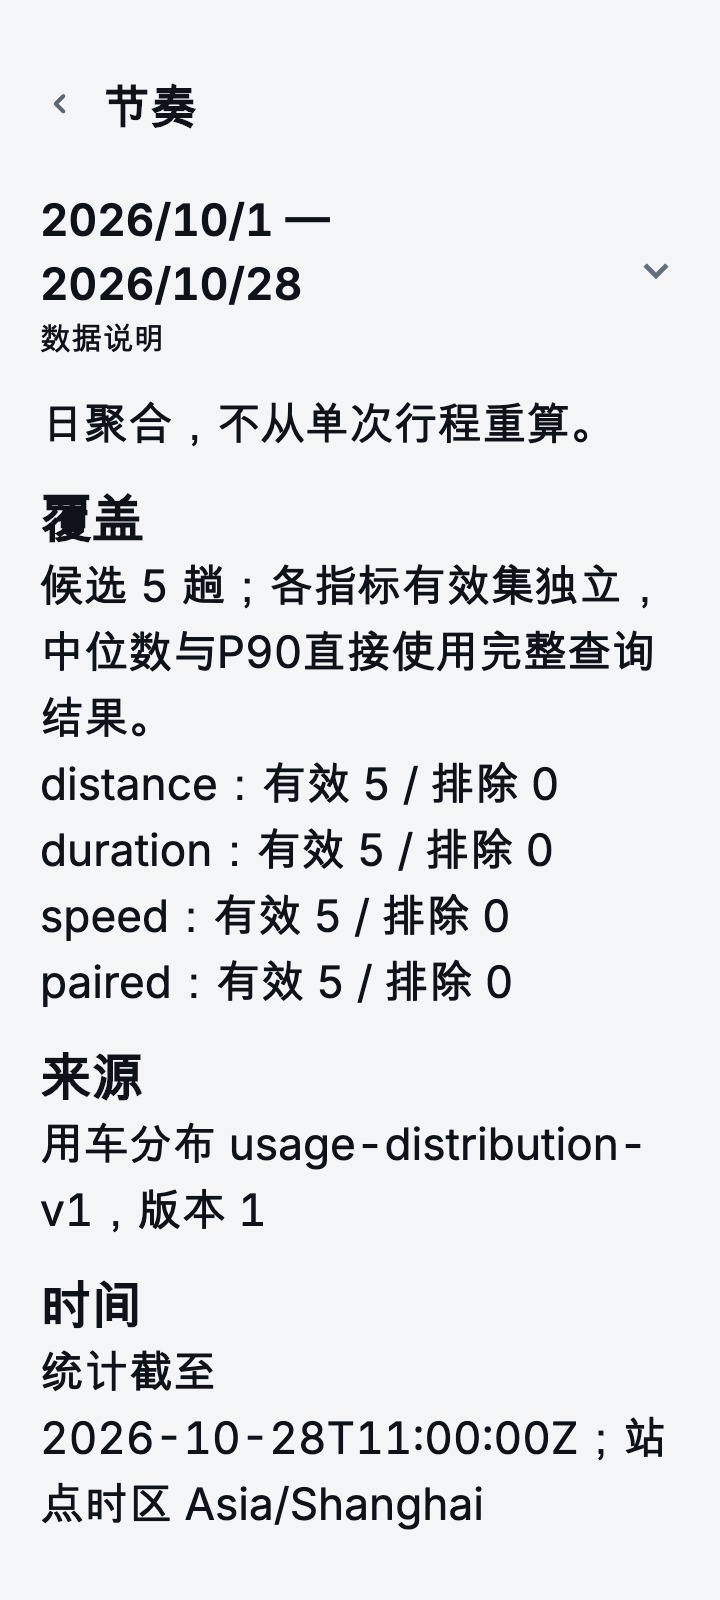 节奏
2026/10/1 —
2026/10/28
数据说明
日聚合，不从单次行程重算。
覆盖
候选 5 趟；各指标有效集独立，
中位数与P90直接使用完整查询
结果。
distance：有效 5 / 排除 0
duration：有效 5 / 排除 0
speed：有效 5 / 排除 0
paired：有效 5 / 排除 0
来源
用车分布 usage-distribution-
v1，版本 1
时间
统计截至
2026-10-28T11:00:00Z；站
点时区 Asia/Shanghai